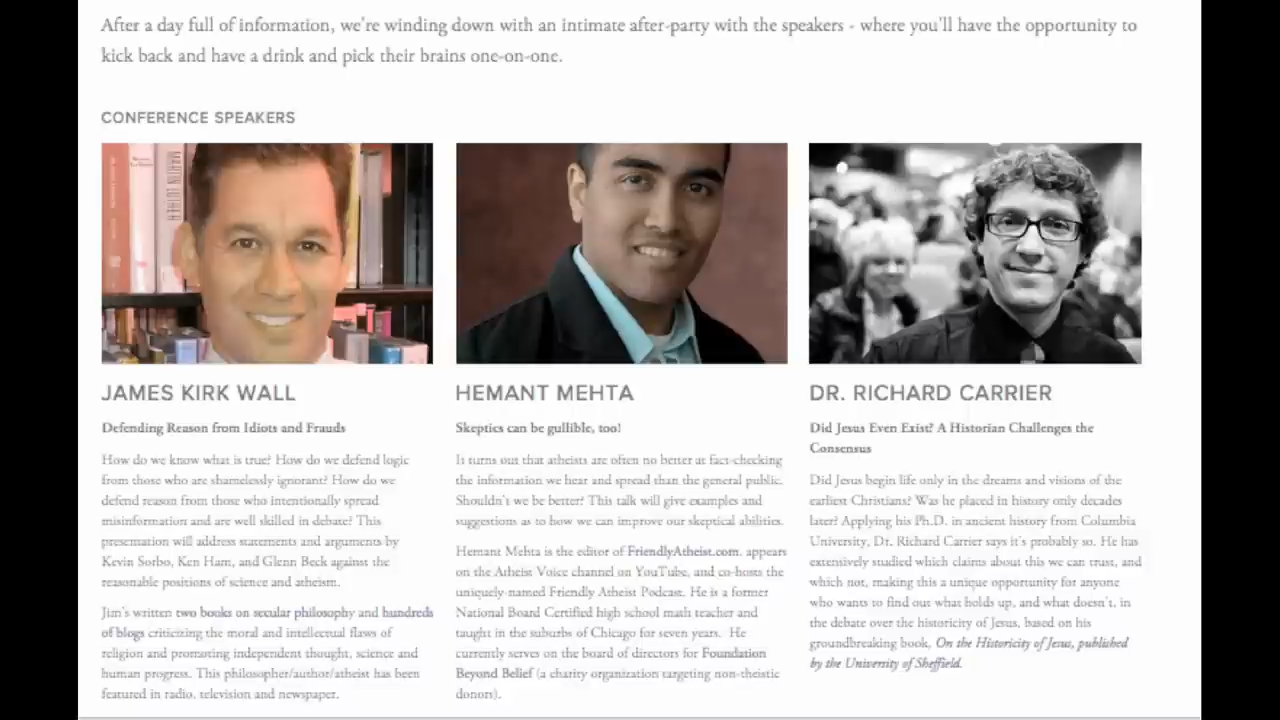 After a day full of information, we're winding down with an intimate after-party with the speakers - where you'll have the opportunity to
kick back and have a drink and pick their brains one-on-one.
CONFERENCE SPEAKERS
MARTIN LUTHER
JAMES KIRK WALL
Defending Reason from Idiots and Frauds
How do we know what is true? How do we defend logic
from those who are shamelessly ignorant? How do we
defend reason from those who intentionally spread
misinformation and are well skilled in debate? This
presentation will address statements and arguments by
Kevin Sorbo, Ken Ham, and Glenn Beck against the
reasonable positions of science and atheism.
Jim's written two books on secular philosophy and hundreds
of blogs criticizing the moral and intellectual flaws of
religion and promoting independent thought, science and
human progress. This philosopher/author/atheist has been
featured in radio, television and newspaper.
HEMANT MEHTA
Skeptics can be gullible, too!
It turns out that atheists are often no better at fact-checking
the information we hear and spread than the general public.
Shouldn't we be better? This talk will give examples and
suggestions as to how we can improve our skeptical abilities.
Hemant Mehta is the editor of FriendlyAtheist.com, appears
on the Atheist Voice channel on YouTube, and co-hosts the
uniquely-named Friendly Atheist Podcast. He is a former
National Board Certified high school math teacher and
taught in the suburbs of Chicago for seven years. He
currently serves on the board of directors for Foundation
Beyond Belief (a charity organization targeting non-theistic
donors).
DR. RICHARD CARRIER
Did Jesus Even Exist? A Historian Challenges the
Consensus
Did Jesus begin life only in the dreams and visions of the
earliest Christians? Was he placed in history only decades
later? Applying his Ph.D. in ancient history from Columbia
University, Dr. Richard Carrier says it's probably so. He has
extensively studied which claims about this we can trust, and
which not, making this a unique opportunity for anyone
who wants to find out what holds up, and what doesn't, in
the debate over the historicity of Jesus, based on his
groundbreaking book, On the Historicity of Jesus, published
by the University of Sheffield.